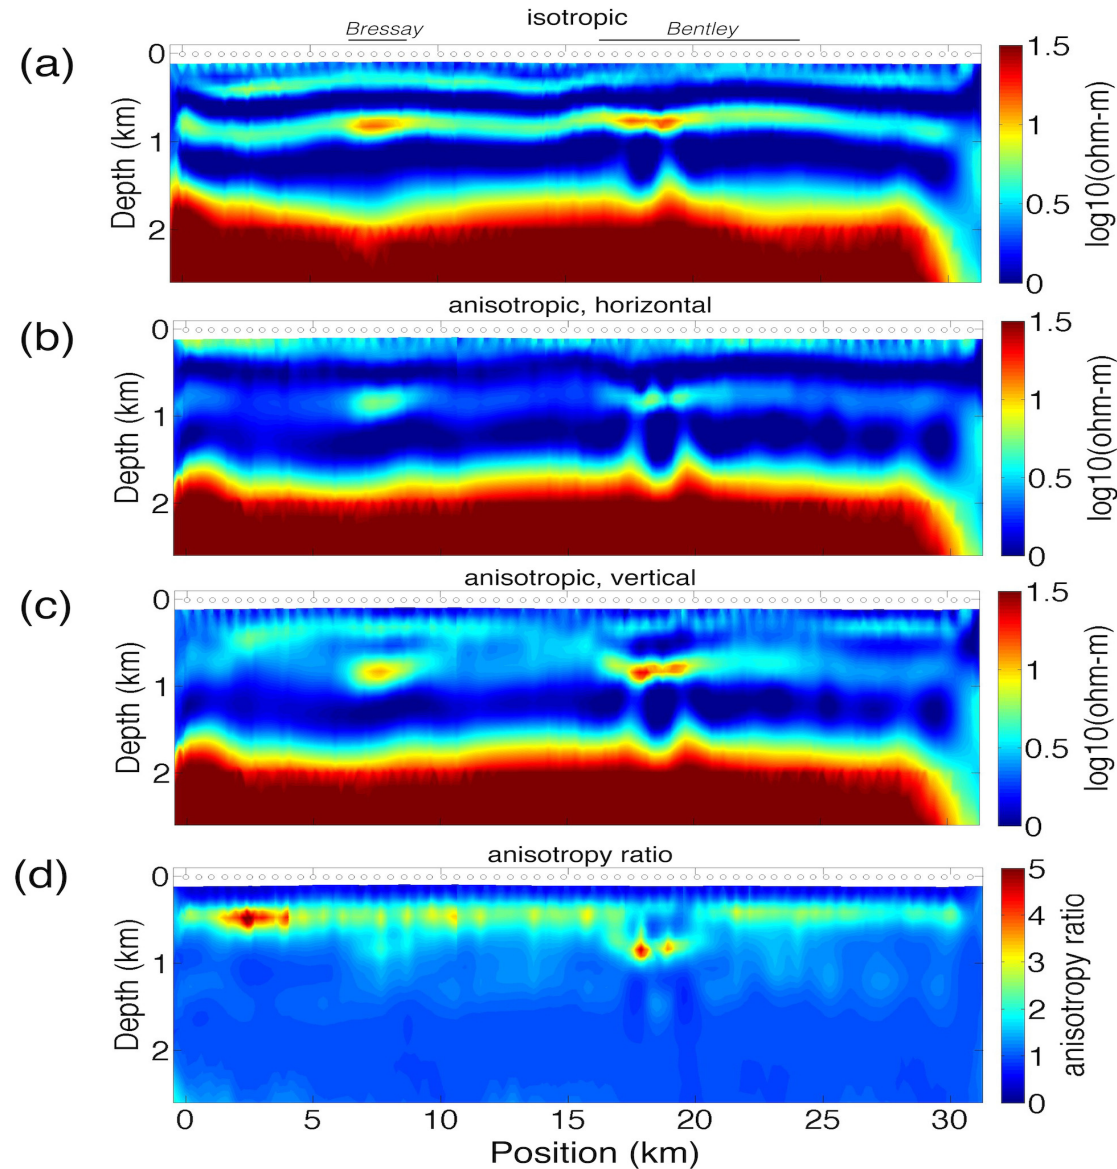 isotropic
Bressay
Bentley
(a)
0
1
2
Depth (km)
1.5
1
0.5
0
log10(ohm-m)
anisotropic, horizontal
(b)
0
1
2
Depth (km)
1.5
1
0.5
0
log10(ohm-m)
anisotropic, vertical
(c)
0
1
2
Depth (km)
1.5
1
0.5
0
log10(ohm-m)
anisotropy ratio
(d)
0
1
2
Depth (km)
5
4
3
2
1
0
anisotropy ratio
0 5 10 15 20 25 30
Position (km)